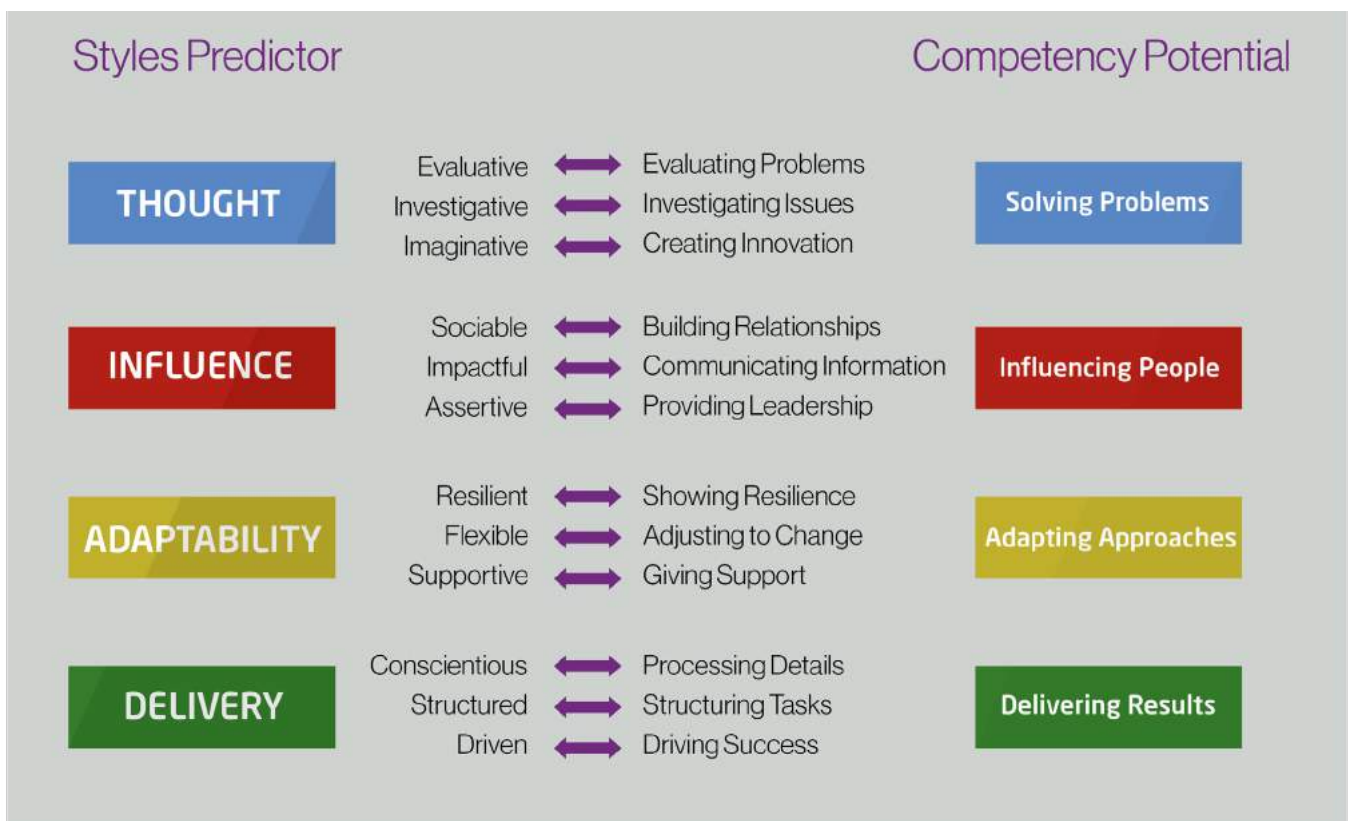 Styles Predictor
Competency Potential
THOUGHT
Evaluative
Evaluating Problems
Investigative
Investigating Issues
Imaginative
Creating Innovation
Solving Problems
INFLUENCE
Sociable
Building Relationships
Impactful
Communicating Information
Assertive
Providing Leadership
Influencing People
ADAPTABILITY
Resilient
Showing Resilience
Flexible
Adjusting to Change
Supportive
Giving Support
Adapting Approaches
DELIVERY
Conscientious
Processing Details
Structured
Structuring Tasks
Driven
Driving Success
Delivering Results